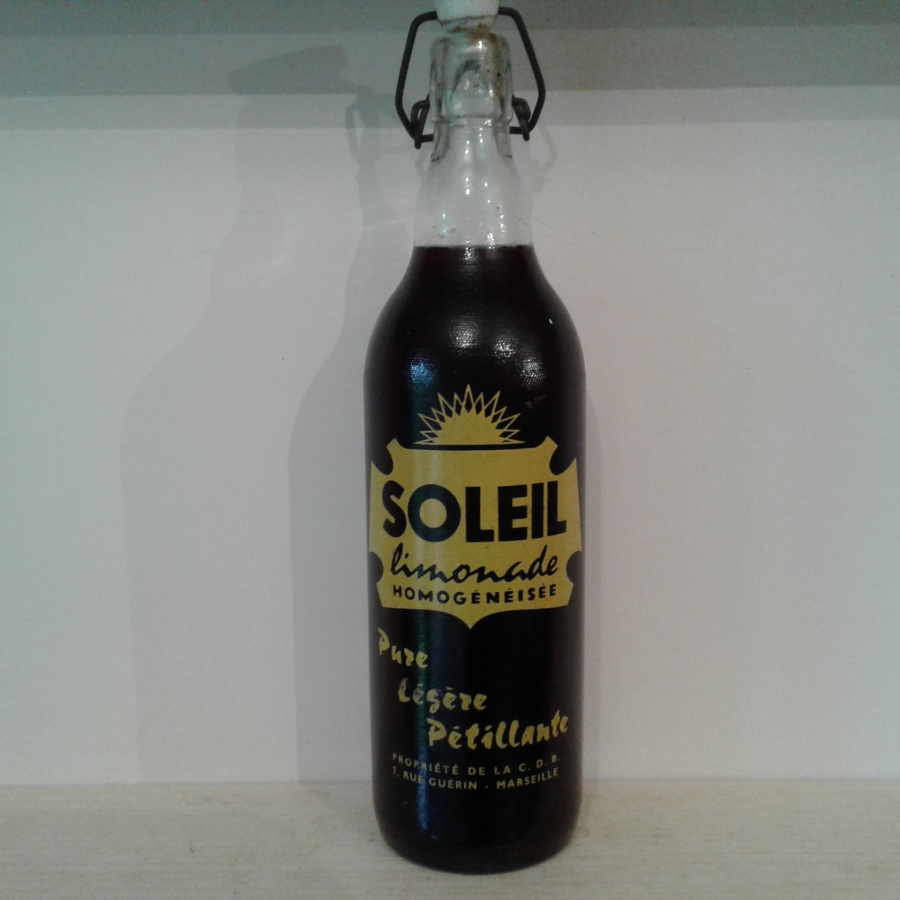 SOLEIL
limonade
HOMOGÉNÉISÉE
Pure
Légère
Pétillante
PROPRIÉTÉ DE LA C. D. B.
7, RUE GUÉRIN - MARSEILLE